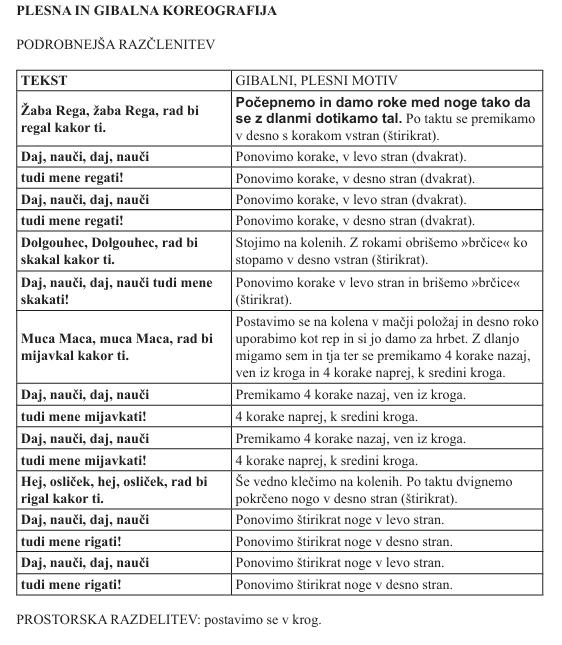 PLESNA IN GIBALNA KOREOGRAFIJA
PODROBNEJŠA RAZČLENITEV
TEKST
GIBALNI, PLESNI MOTIV
Žaba Rega, žaba Rega, rad bi
regal kakor ti.
Počepnemo in damo roke med noge tako da
se z dlanmi dotikamo tal. Po taktu se premikamo
v desno s korakom vstran (štirikrat).
Daj, nauči, daj, nauči
Ponovimo korake, v levo stran (dvakrat).
tudi mene regati!
Ponovimo korake, v desno stran (dvakrat).
Daj, nauči, daj, nauči
Ponovimo korake, v levo stran (dvakrat).
tudi mene regati!
Ponovimo korake, v desno stran (dvakrat).
Dolgouhec, Dolgouhec, rad bi
skakal kakor ti.
Stojimo na kolenih. Z rokami obrišemo »brčice« ko
stopamo v desno vstran (štirikrat).
Daj, nauči, daj, nauči tudi mene
skakati!
Ponovimo korake v levo stran in brišemo »brčice«
(štirikrat).
Muca Maca, muca Maca, rad bi
mijavkal kakor ti.
Postavimo se na kolena v mačji položaj in desno roko
uporabimo kot rep in si jo damo za hrbet. Z dlanjo
migamo sem in tja ter se premikamo 4 korake nazaj,
ven iz kroga in 4 korake naprej, k sredini kroga.
Daj, nauči, daj, nauči
Premikamo 4 korake nazaj, ven iz kroga.
tudi mene mijavkati!
4 korake naprej, k sredini kroga.
Daj, nauči, daj, nauči
Premikamo 4 korake nazaj, ven iz kroga.
tudi mene mijavkati!
4 korake naprej, k sredini kroga.
Hej, osliček, hej, osliček, rad bi
rigal kakor ti.
Še vedno klečimo na kolenih. Po taktu dvignemo
pokrčeno nogo v desno stran (štirikrat).
Daj, nauči, daj, nauči
Ponovimo štirikrat noge v levo stran.
tudi mene rigati!
Ponovimo štirikrat noge v desno stran.
Daj, nauči, daj, nauči
Ponovimo štirikrat noge v levo stran.
tudi mene rigati!
Ponovimo štirikrat noge v desno stran.
PROSTORSKA RAZDELITEV: postavimo se v krog.